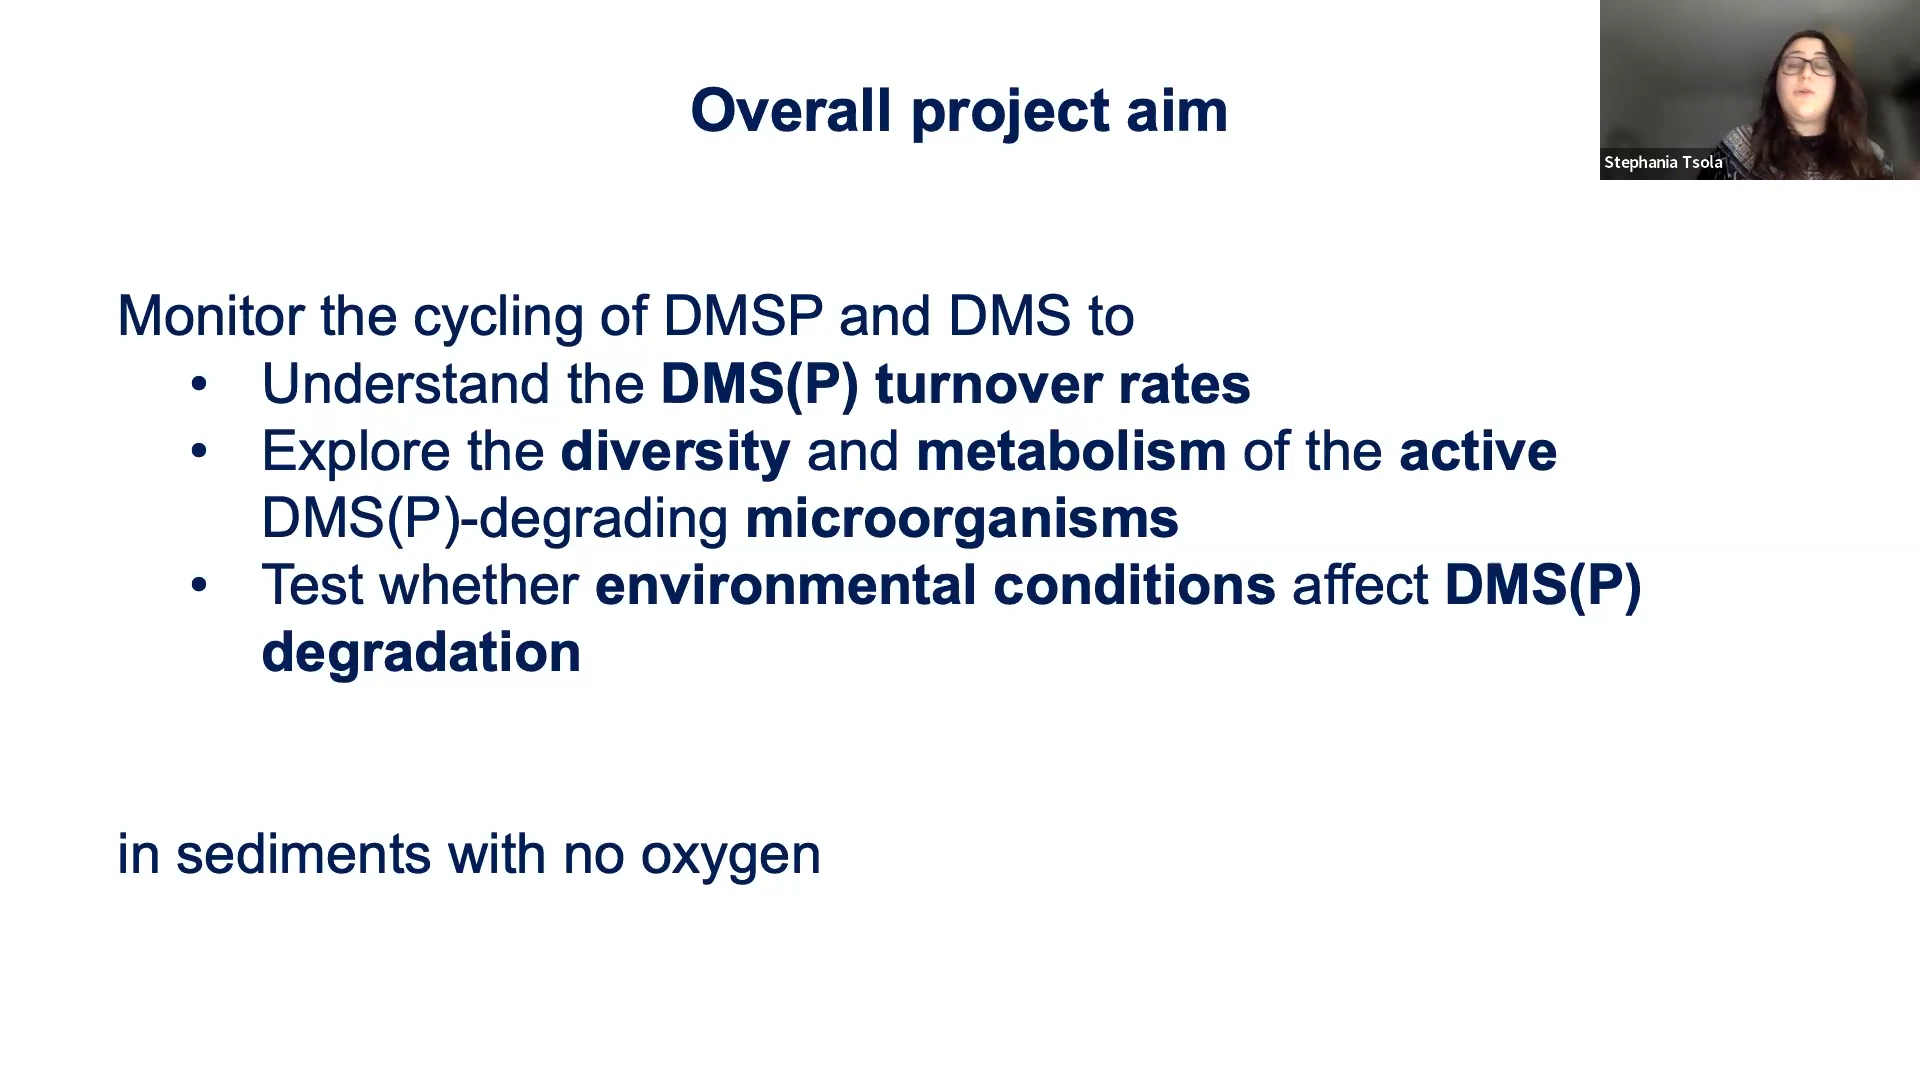 Overall project aim
Stephania Tsola
Monitor the cycling of DMSP and DMS to
• Understand the DMS(P) turnover rates
• Explore the diversity and metabolism of the active
DMS(P)-degrading microorganisms
• Test whether environmental conditions affect DMS(P)
degradation
in sediments with no oxygen